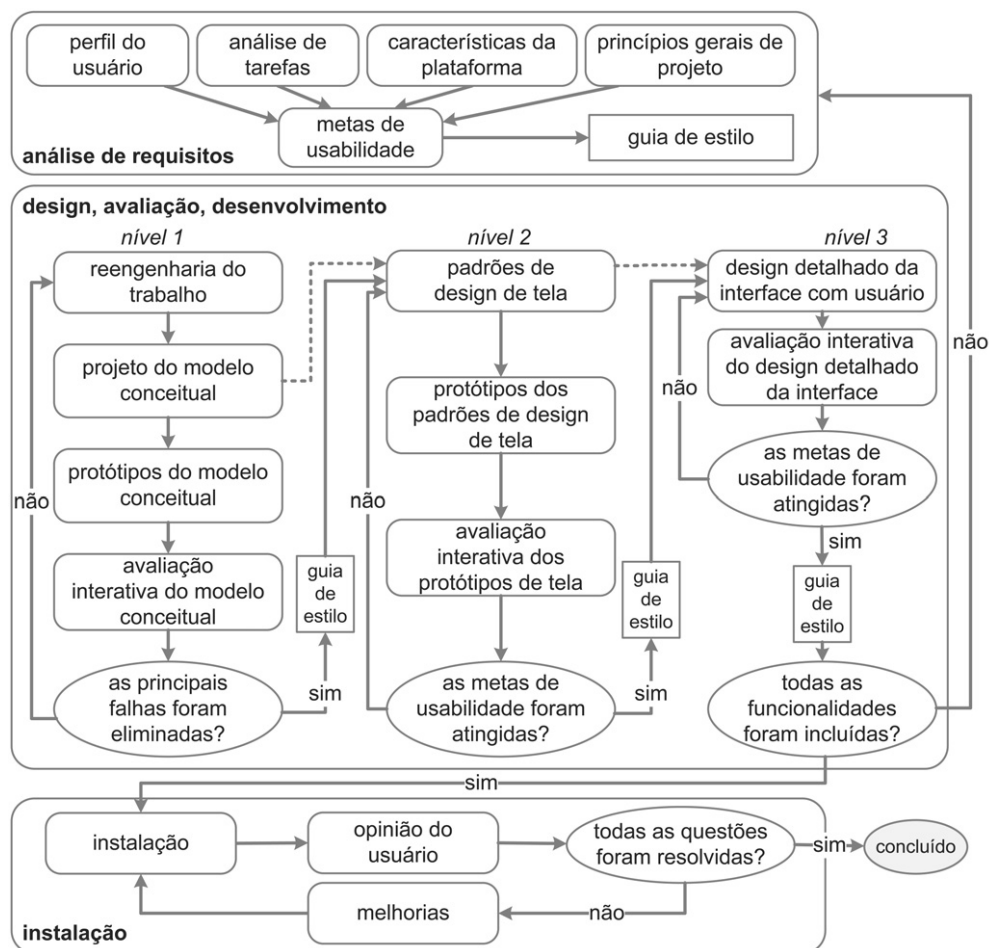 perfil do
usuário
análise de
tarefas
características da
plataforma
princípios gerais de
projeto
metas de
usabilidade
guia de estilo
análise de requisitos
design, avaliação, desenvolvimento
nível 1
reengenharia do
trabalho
projeto do modelo
conceitual
protótipos do modelo
conceitual
não
avaliação
interativa do modelo
conceitual
as principais
falhas foram
eliminadas?
sim
guia
de
estilo
nível 2
padrões de
design de tela
protótipos dos
padrões de design
de tela
não
avaliação
interativa dos
protótipos de tela
as metas de
usabilidade foram
atingidas?
sim
guia
de
estilo
nível 3
design detalhado da
interface com usuário
avaliação interativa
do design detalhado
da interface
não
as metas de
usabilidade foram
atingidas?
sim
guia
de
estilo
todas as
funcionalidades
foram incluídas?
não
sim
instalação
opinião do
usuário
todas as questões
foram resolvidas?
sim
concluído
não
melhorias
instalação